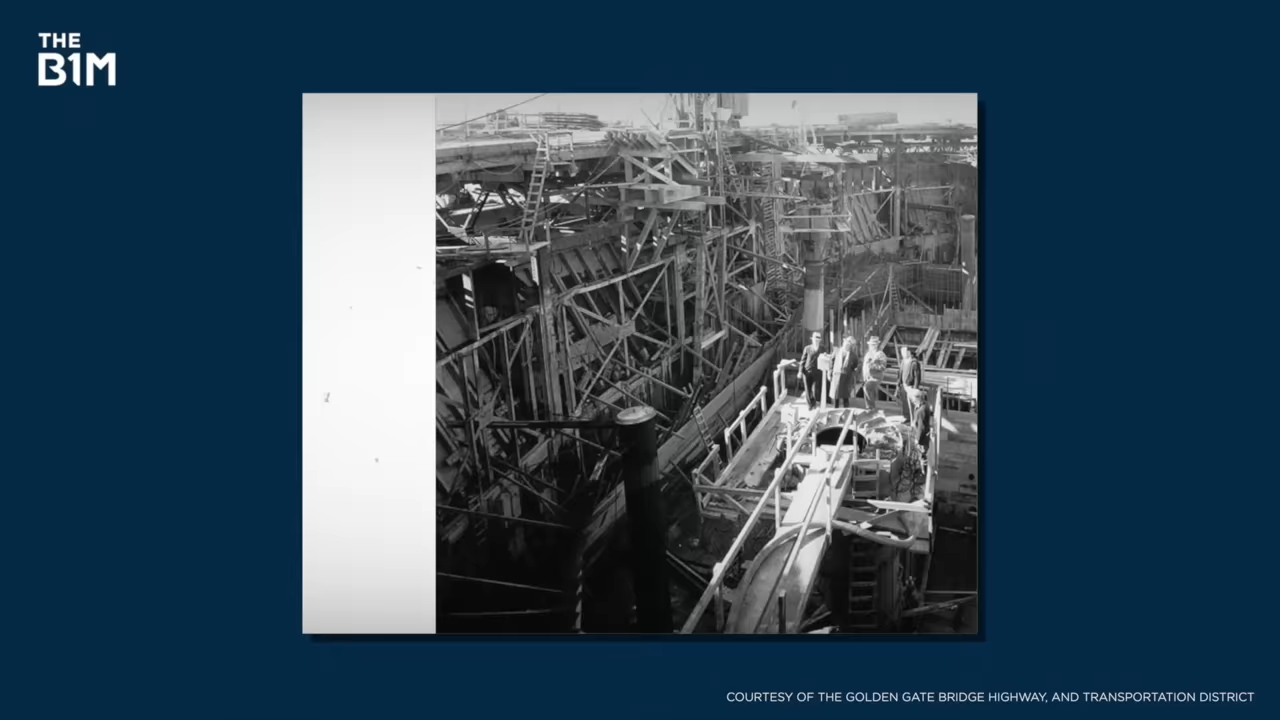 THE
B1M
COURTESY OF THE GOLDEN GATE BRIDGE HIGHWAY, AND TRANSPORTATION DISTRICT